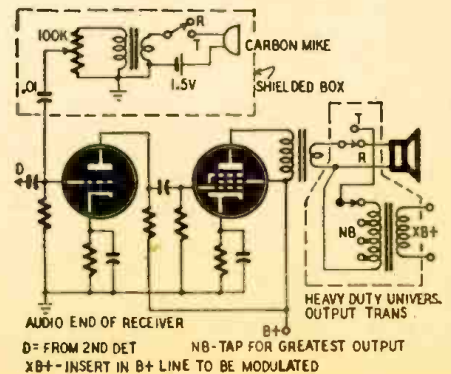 100K
R
T
CARBON MIKE
1.5V
SHIELDED BOX
.01
D
T
R
NB
XB+
B+
HEAVY DUTY UNIVERS.
OUTPUT TRANS.
AUDIO END OF RECEIVER
D= FROM 2ND DET
NB-TAP FOR GREATEST OUTPUT
XB+-INSERT IN B+ LINE TO BE MODULATED